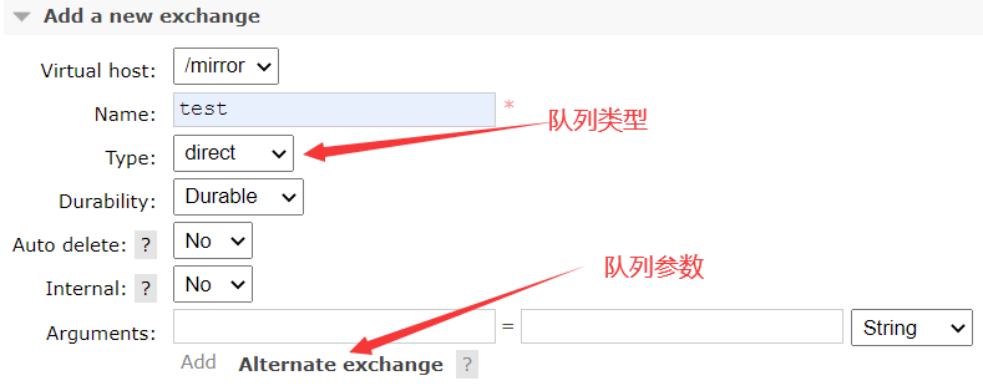 Add a new exchange
Virtual host: /mirror
Name: test *
队列类型
Type: direct
Durability: Durable
Auto delete: ? No
队列参数
Internal: ? No
Arguments: = String
Add Alternate exchange ?